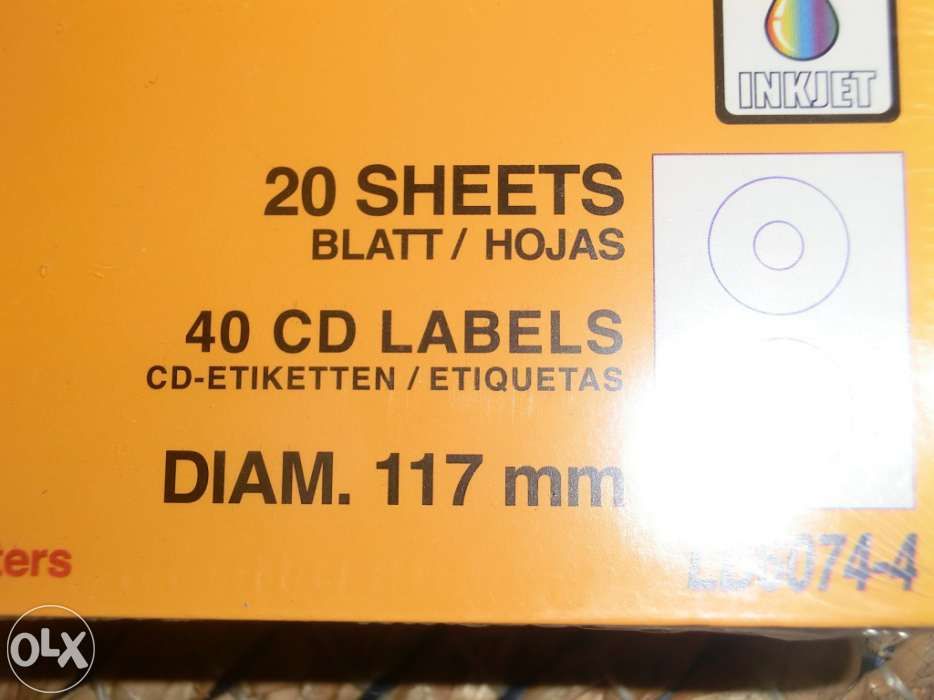 INKJET
20 SHEETS
BLATT / HOJAS
40 CD LABELS
CD-ETIKETTEN / ETIQUETAS
DIAM. 117 mm
ters
OLX